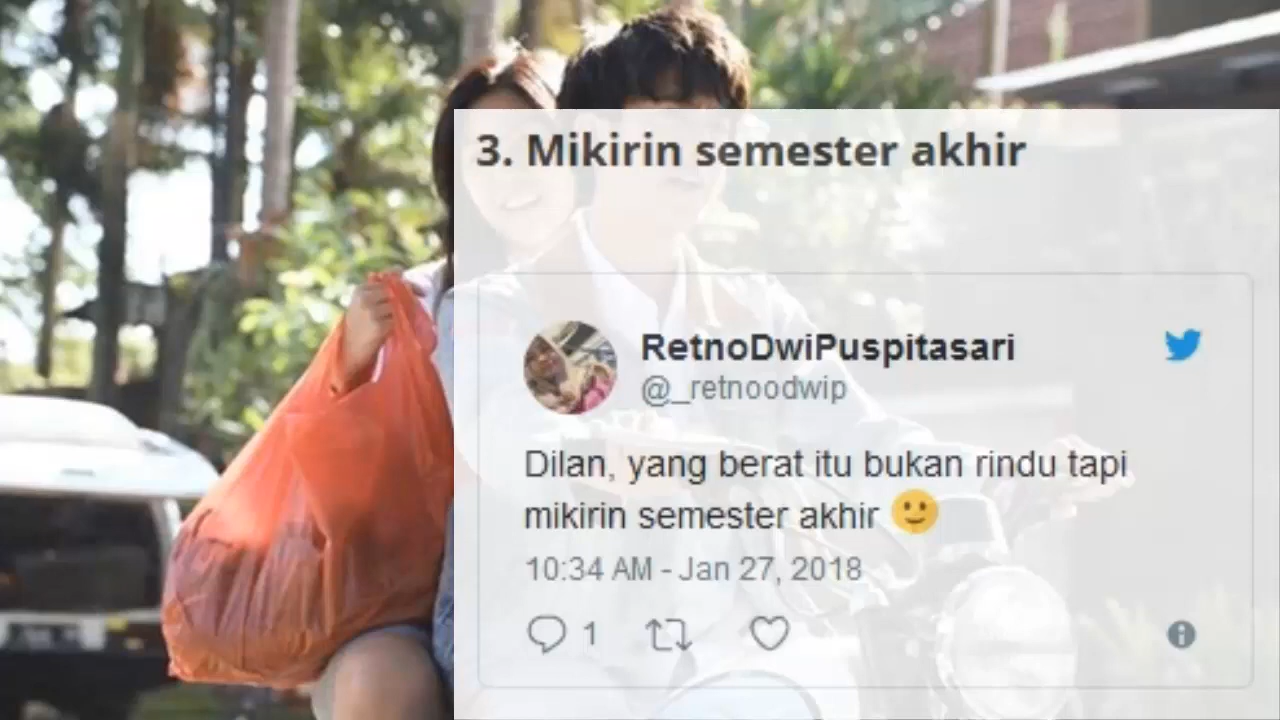 3. Mikirin semester akhir
RetnoDwiPuspitasari
@_retnoodwip
Dilan, yang berat itu bukan rindu tapi
mikirin semester akhir 🙂
10:34 AM - Jan 27, 2018
1